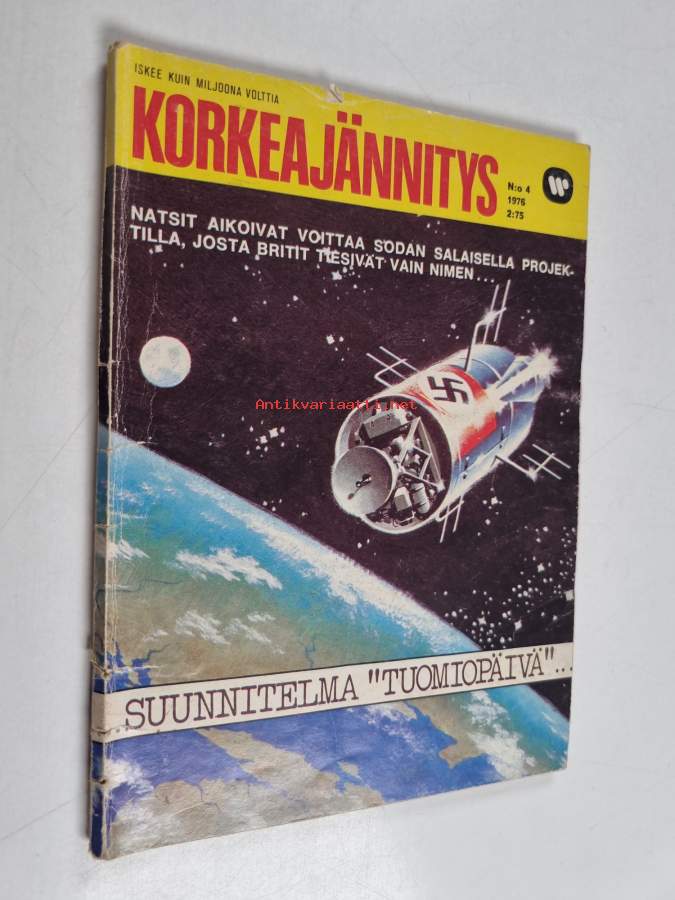 ISKEE KUIN MILJOONA VOLTTIA
KORKEAJÄNNITYS
N:o 4
1976
2:75
NATSIT AIKOIVAT VOITTAA SODAN SALAISELLA PROJEK-
TILLA, JOSTA BRITIT TIESIVÄT VAIN NIMEN...
Antikvariaatti.net
...SUUNNITELMA "TUOMIOPÄIVÄ"...